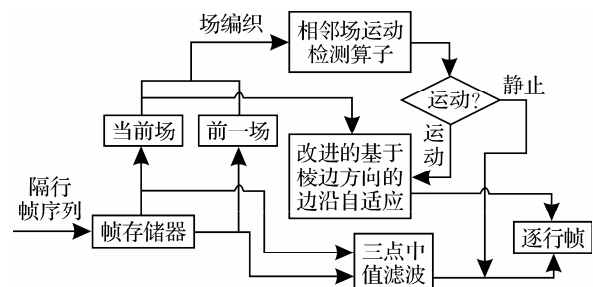 场编织
相邻场运动
检测算子
运动?
静止
当前场
前一场
运
动
改进的基于
棱边方向的
边沿自适应
隔行
帧序列
帧存储器
三点中
值滤波
逐行帧